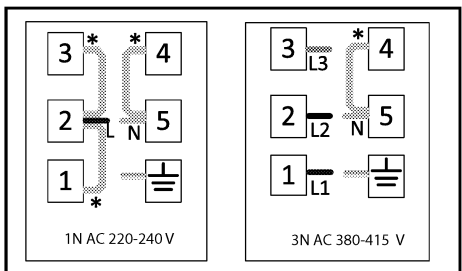 3 * * 4
2 L N 5
1 *
1N AC 220-240 V
3 L3 * 4
2 L2 N 5
1 L1
3N AC 380-415 V